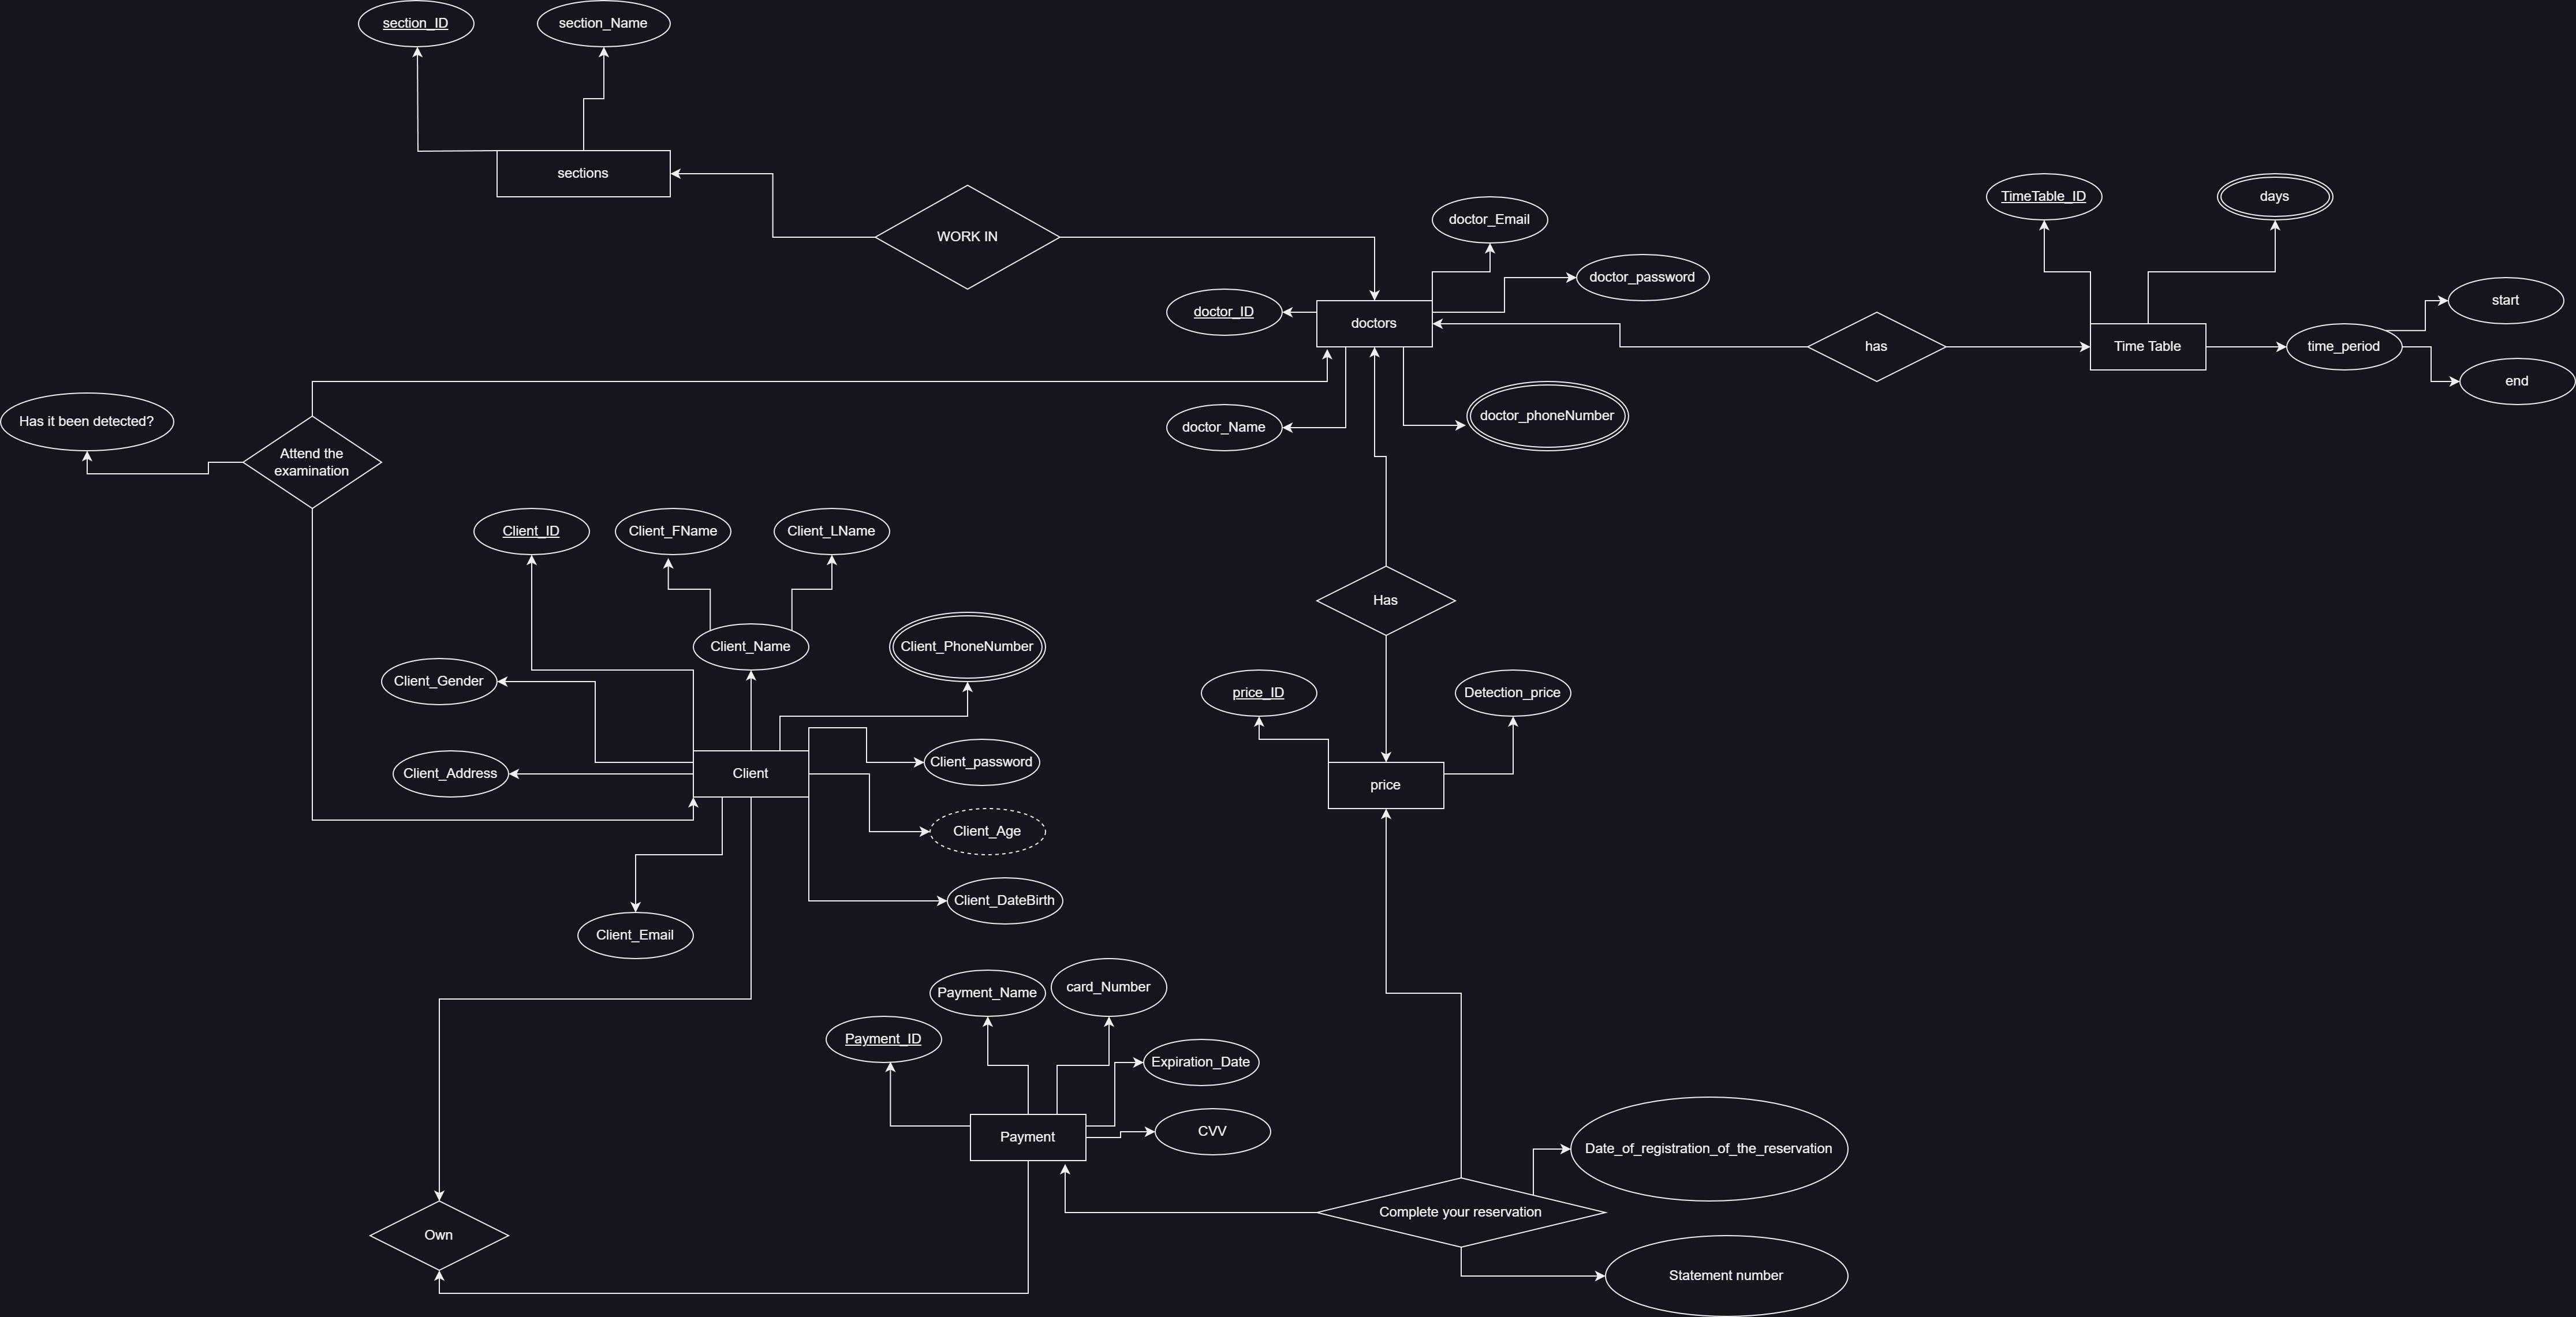 section_ID
section_Name
sections
WORK IN
doctor_Email
doctor_password
doctor_ID
doctors
doctor_Name
doctor_phoneNumber
has
TimeTable_ID
days
Time Table
time_period
start
end
Has it been detected?
Attend the
examination
Client_ID
Client_FName
Client_LName
Client_Name
Client_PhoneNumber
Client_Gender
Client_Address
Client
Client_password
Client_Age
Client_DateBirth
Client_Email
Has
price_ID
Detection_price
price
Payment_Name
card_Number
Payment_ID
Expiration_Date
CVV
Payment
Own
Complete your reservation
Date_of_registration_of_the_reservation
Statement number